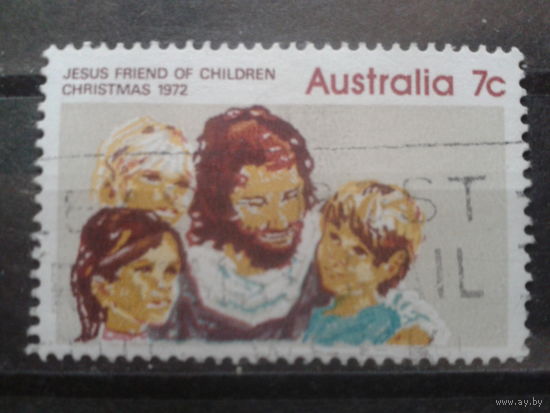 JESUS FRIEND OF CHILDREN
CHRISTMAS 1972
Australia 7c
www.ay.by